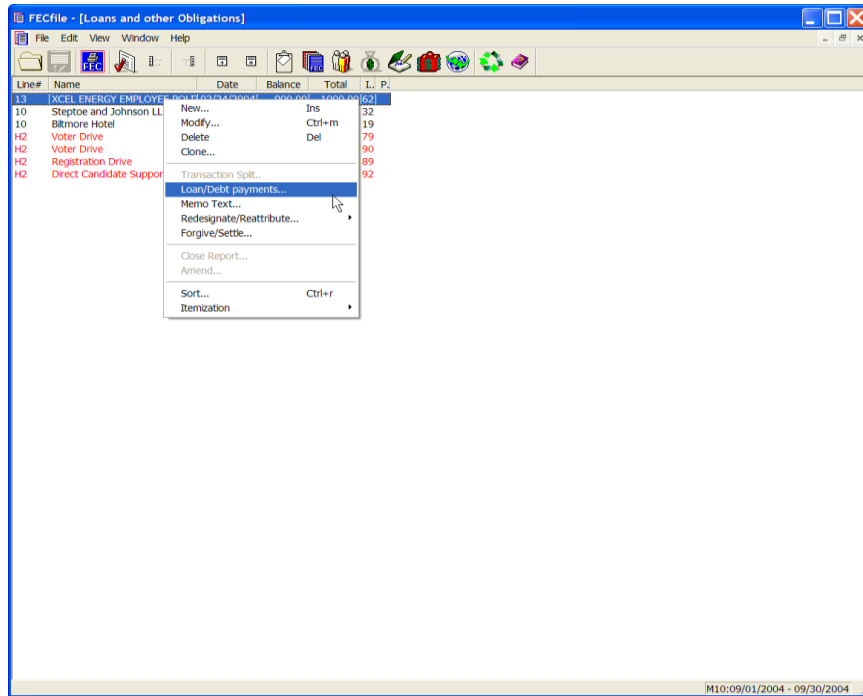 FECfile - [Loans and other Obligations]
File Edit View Window Help
FEC
FEC
Line# Name Date Balance Total I.. P.
13 XCEL ENERGY EMPLOYEE 1000.00 62
10 Steptoe and Johnson LL 32
10 Biltmore Hotel 19
H2 Voter Drive 79
H2 Voter Drive 90
H2 Registration Drive 89
H2 Direct Candidate Suppor 92
New... Ins
Modify... Ctrl+m
Delete Del
Clone...
Transaction Split..
Loan/Debt payments...
Memo Text...
Redesignate/Reattribute...
Forgive/Settle...
Close Report...
Amend...
Sort... Ctrl+r
Itemization
M10:09/01/2004 - 09/30/2004